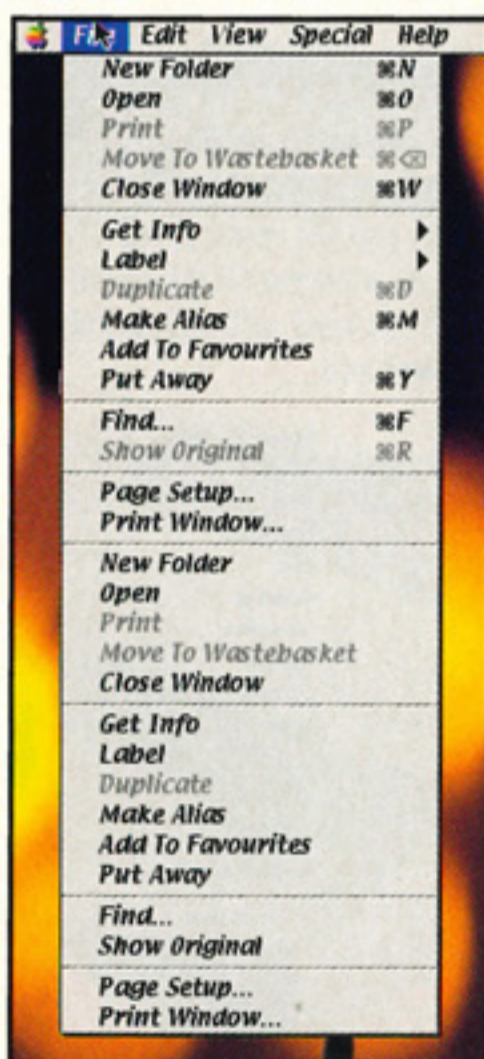 File Edit View Special Help
New Folder ⌘N
Open ⌘O
Print ⌘P
Move To Wastebasket ⌘⌫
Close Window ⌘W
Get Info
Label
Duplicate ⌘D
Make Alias ⌘M
Add To Favourites
Put Away ⌘Y
Find... ⌘F
Show Original ⌘R
Page Setup...
Print Window...
New Folder
Open
Print
Move To Wastebasket
Close Window
Get Info
Label
Duplicate
Make Alias
Add To Favourites
Put Away
Find...
Show Original
Page Setup...
Print Window...